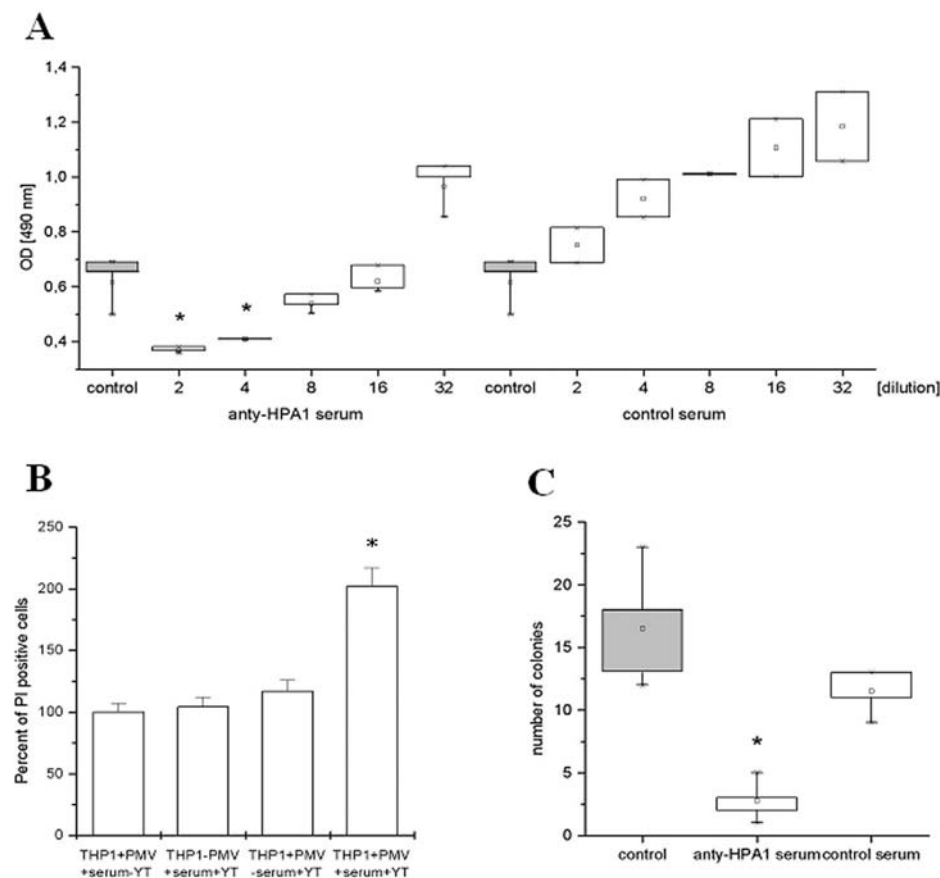 A
OD [490 nm]
1,4
1,2
1,0
0,8
0,6
0,4
*
*
control 2 4 8 16 32 control 2 4 8 16 32 [dilution]
anty-HPA1 serum control serum
B
Percent of PI positive cells
250
200
150
100
50
0
*
THP1+PMV THP1-PMV THP1+PMV THP1+PMV
+serum-YT +serum+YT -serum+YT +serum+YT
C
number of colonies
25
20
15
10
5
0
*
control anty-HPA1 serum control serum